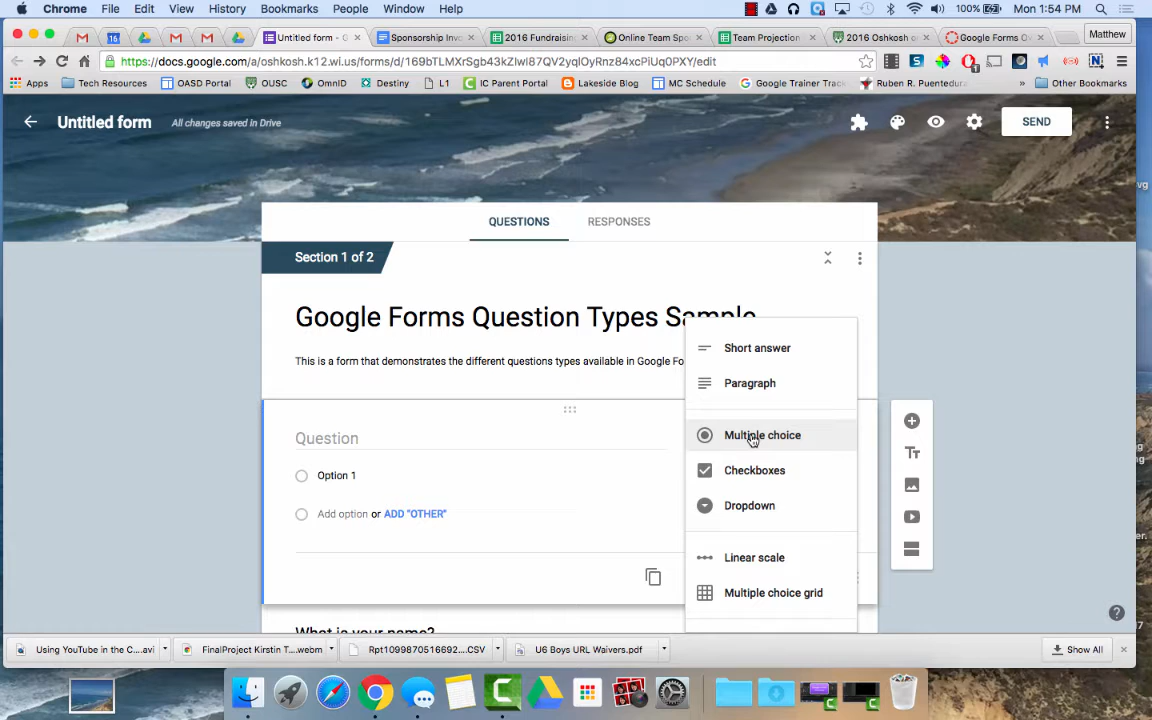 Chrome File Edit View History Bookmarks People Window Help 100% Mon 1:54 PM
Untitled form - G 2016 Sponsorship Invo 2016 Fundraisin Online Team Spo Team Projection 2016 Oshkosh Google Forms Ov Matthew
https://docs.google.com/a/oshkosh.k12.wi.us/forms/d/169bTLMXrSgb43kZIwI87QV2yqIOyRnz84xcPiUq0PXY/edit
Apps Tech Resources OASD Portal OUSC OmniD Destiny L1 IC Parent Portal Lakeside Blog MC Schedule Google Trainer Track Ruben R. Puentedur » Other Bookmarks
Untitled form All changes saved in Drive SEND
QUESTIONS RESPONSES
Section 1 of 2
Google Forms Question Types Sample
This is a form that demonstrates the different questions types available in Google Fo
Question
Option 1
Add option or ADD "OTHER"
Short answer
Paragraph
Multiple choice
Checkboxes
Dropdown
Linear scale
Multiple choice grid
What is your name?
Using YouTube in the C....avi FinalProject Kirstin T....webm Rpt1099870516692....CSV U6 Boys URL Waivers.pdf Show All